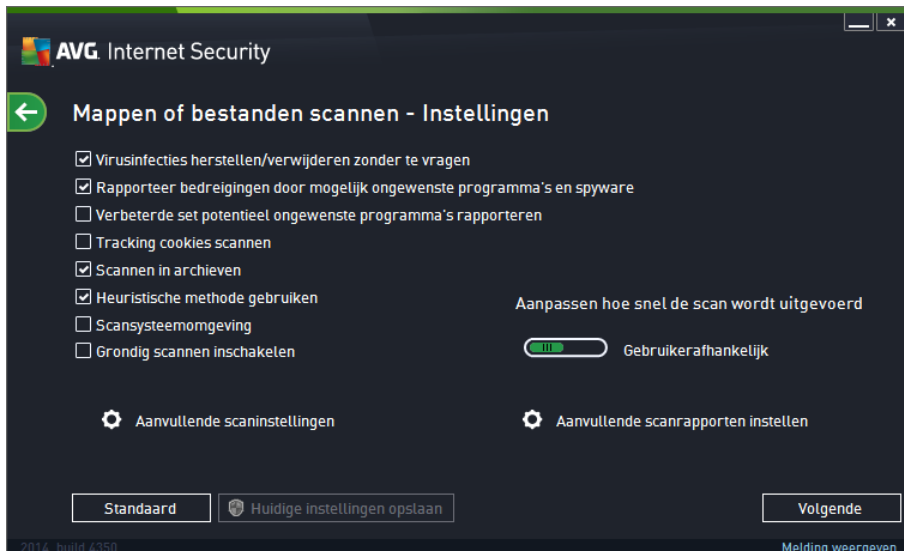 AVG. Internet Security
Mappen of bestanden scannen - Instellingen
Virusinfecties herstellen/verwijderen zonder te vragen
Rapporteer bedreigingen door mogelijk ongewenste programma's en spyware
Verbeterde set potentieel ongewenste programma's rapporteren
Tracking cookies scannen
Scannen in archieven
Heuristische methode gebruiken
Scansysteemomgeving
Grondig scannen inschakelen
Aanpassen hoe snel de scan wordt uitgevoerd
Gebruikerafhankelijk
Aanvullende scaninstellingen
Aanvullende scanrapporten instellen
Standaard
Huidige instellingen opslaan
Volgende
2014 build 4350
Melding weergeven